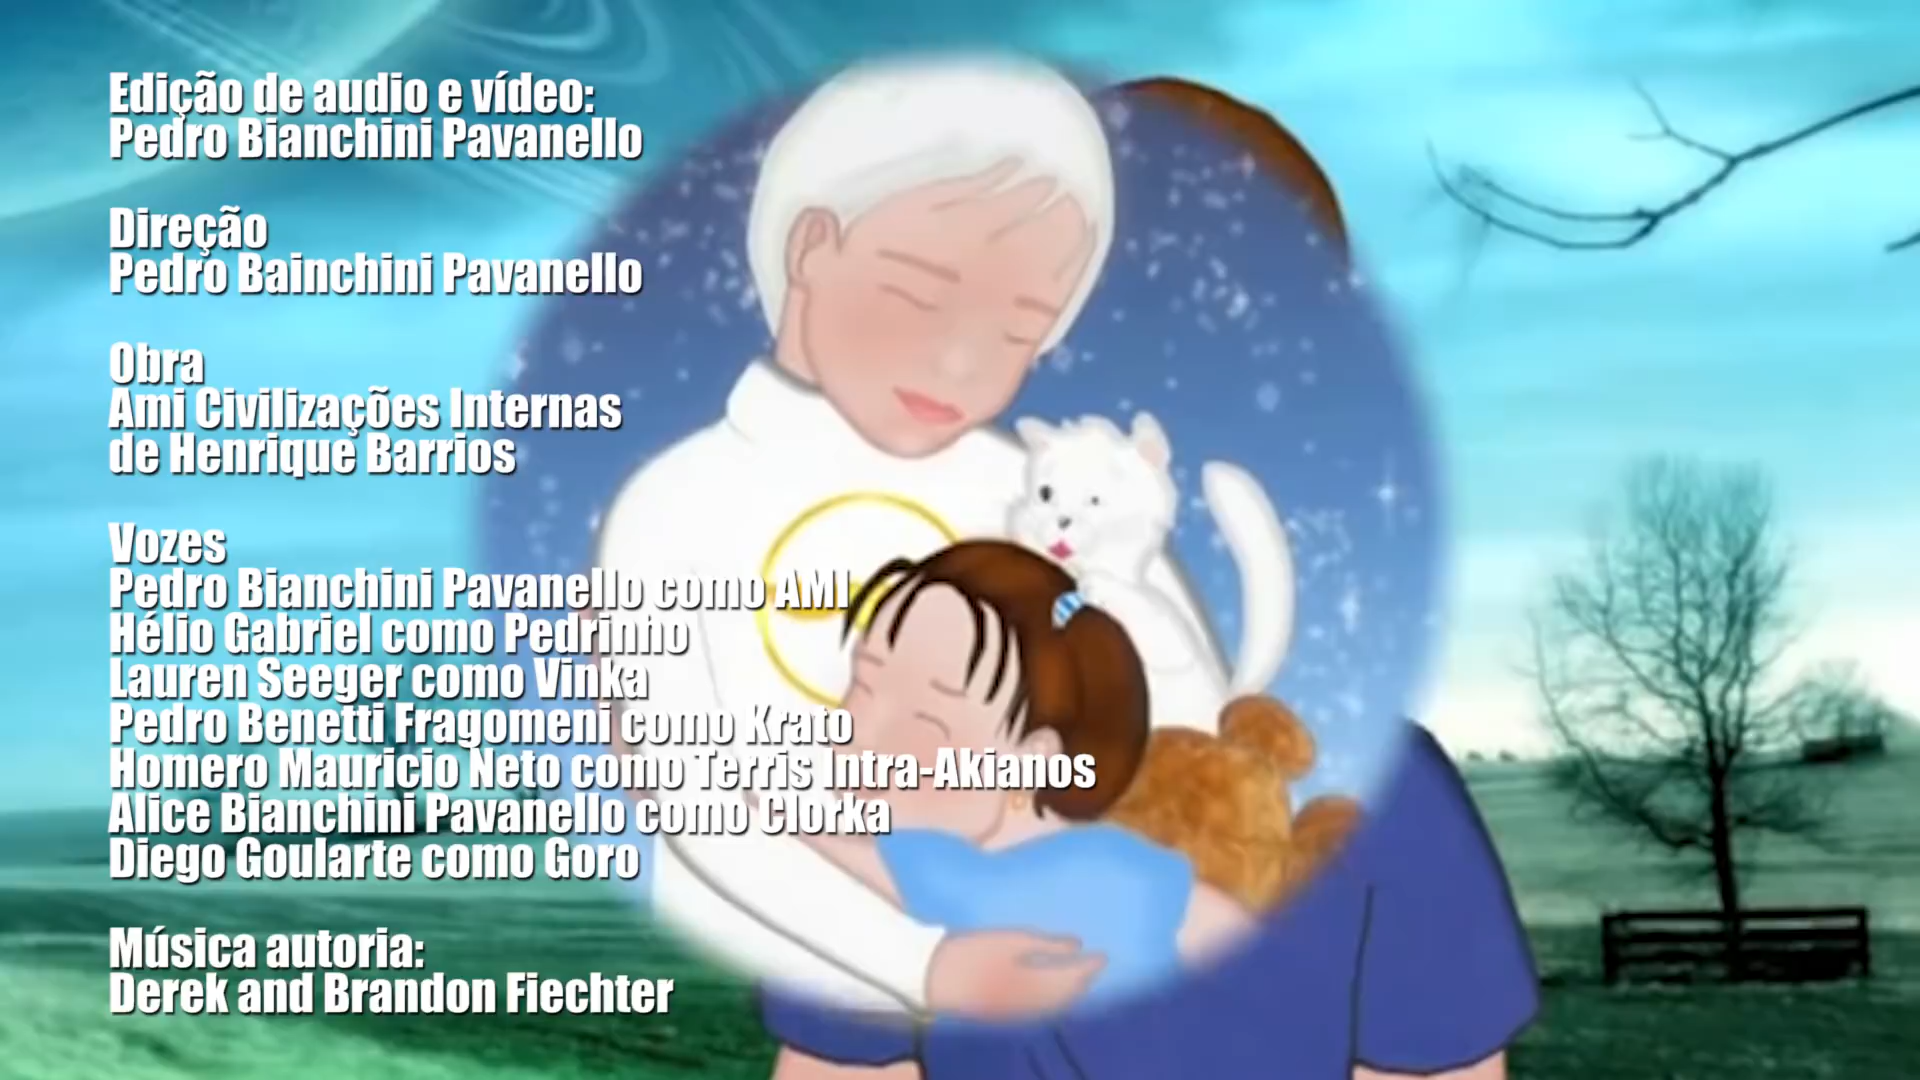 Edição de audio e vídeo:
Pedro Bianchini Pavanello
Direção
Pedro Bainchini Pavanello
Obra
Ami Civilizações Internas
de Henrique Barrios
Vozes
Pedro Bianchini Pavanello como AMI
Hélio Gabriel como Pedrinho
Lauren Seeger como Vinka
Pedro Benetti Fragomeni como Krato
Homero Mauricio Neto como Terris Intra-Akianos
Alice Bianchini Pavanello como Clorka
Diego Goularte como Goro
Música autoria:
Derek and Brandon Fiechter